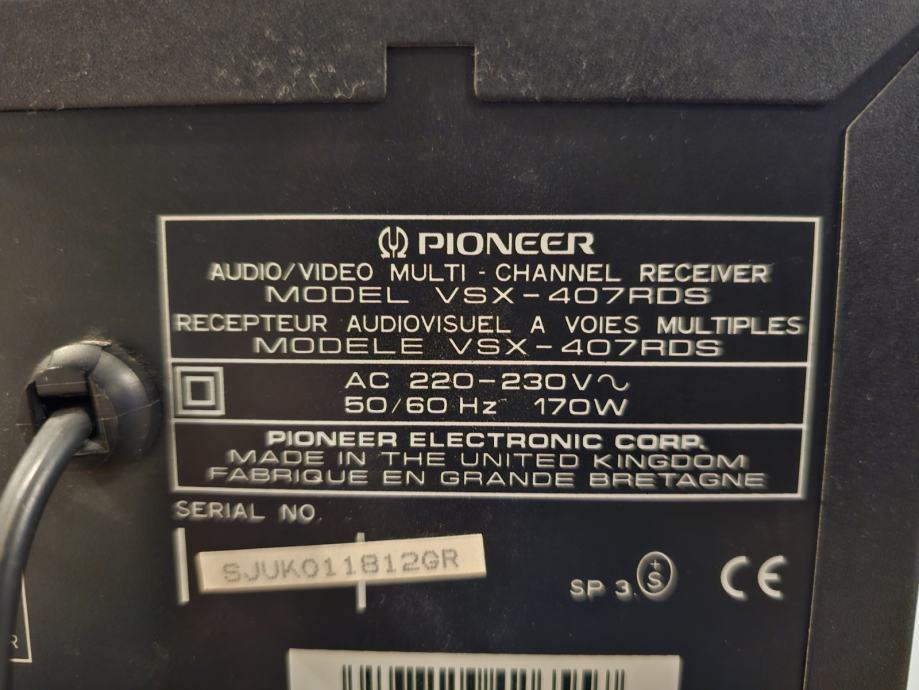 PIONEER
AUDIO/VIDEO MULTI - CHANNEL RECEIVER
MODEL VSX-407RDS
RECEPTEUR AUDIOVISUEL A VOIES MULTIPLES
MODELE VSX-407RDS
AC 220-230V~
50/60 Hz 170W
PIONEER ELECTRONIC CORP.
MADE IN THE UNITED KINGDOM
FABRIQUE EN GRANDE BRETAGNE
SERIAL NO.
SJUK011812GR
SP 3. S CE
R